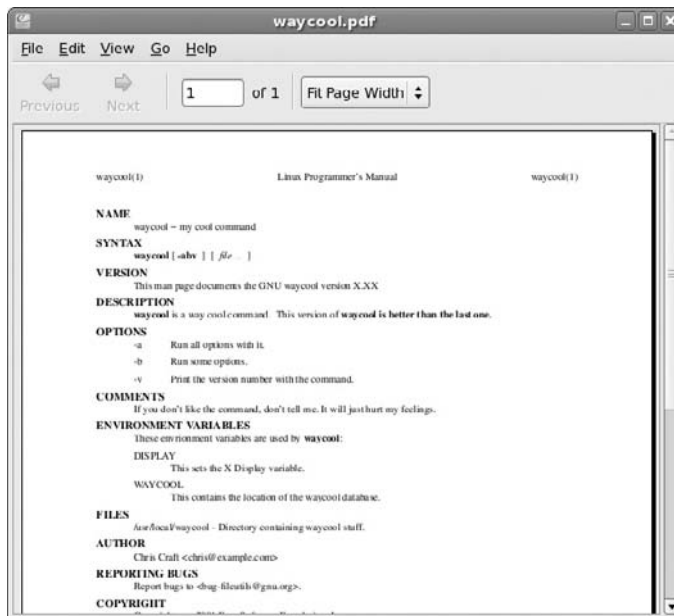 waycool.pdf
File Edit View Go Help
Previous Next 1 of 1 Fit Page Width
waycool(1) Linux Programmer's Manual waycool(1)
NAME
waycool – my cool command
SYNTAX
waycool [ -abv ] [ file ... ]
VERSION
This man page documents the GNU waycool version X.XX
DESCRIPTION
waycool is a way cool command. This version of waycool is better than the last one.
OPTIONS
-a Run all options with it.
-b Run some options.
-v Print the version number with the command.
COMMENTS
If you don't like the command, don't tell me. It will just hurt my feelings.
ENVIRONMENT VARIABLES
These environment variables are used by waycool:
DISPLAY
This sets the X Display variable.
WAYCOOL
This contains the location of the waycool database.
FILES
/usr/local/waycool – Directory containing waycool stuff.
AUTHOR
Chris Craft <chris@example.com>
REPORTING BUGS
Report bugs to <bug-fileutils@gnu.org>.
COPYRIGHT